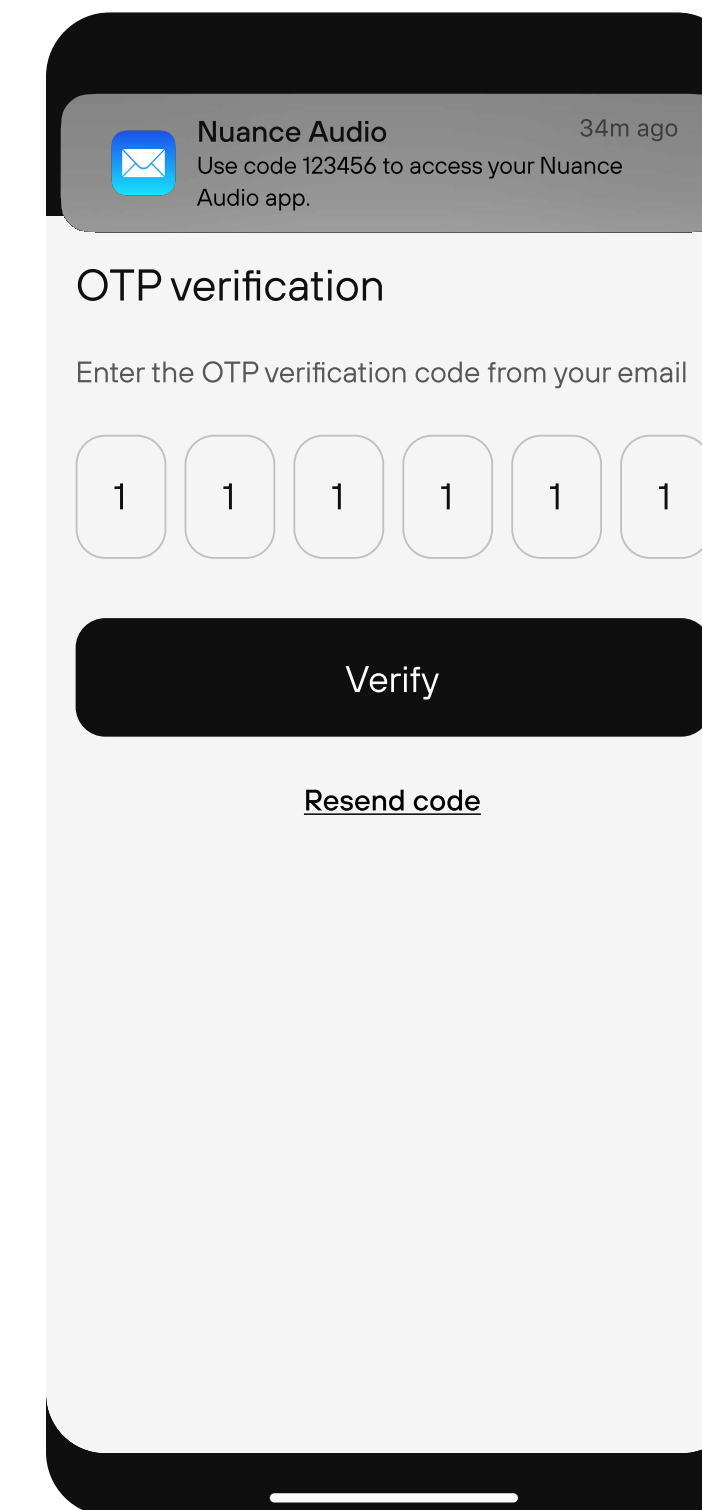 Nuance Audio
34m ago
Use code 123456 to access your Nuance
Audio app.
OTP verification
Enter the OTP verification code from your email
1 1 1 1 1 1
Verify
Resend code